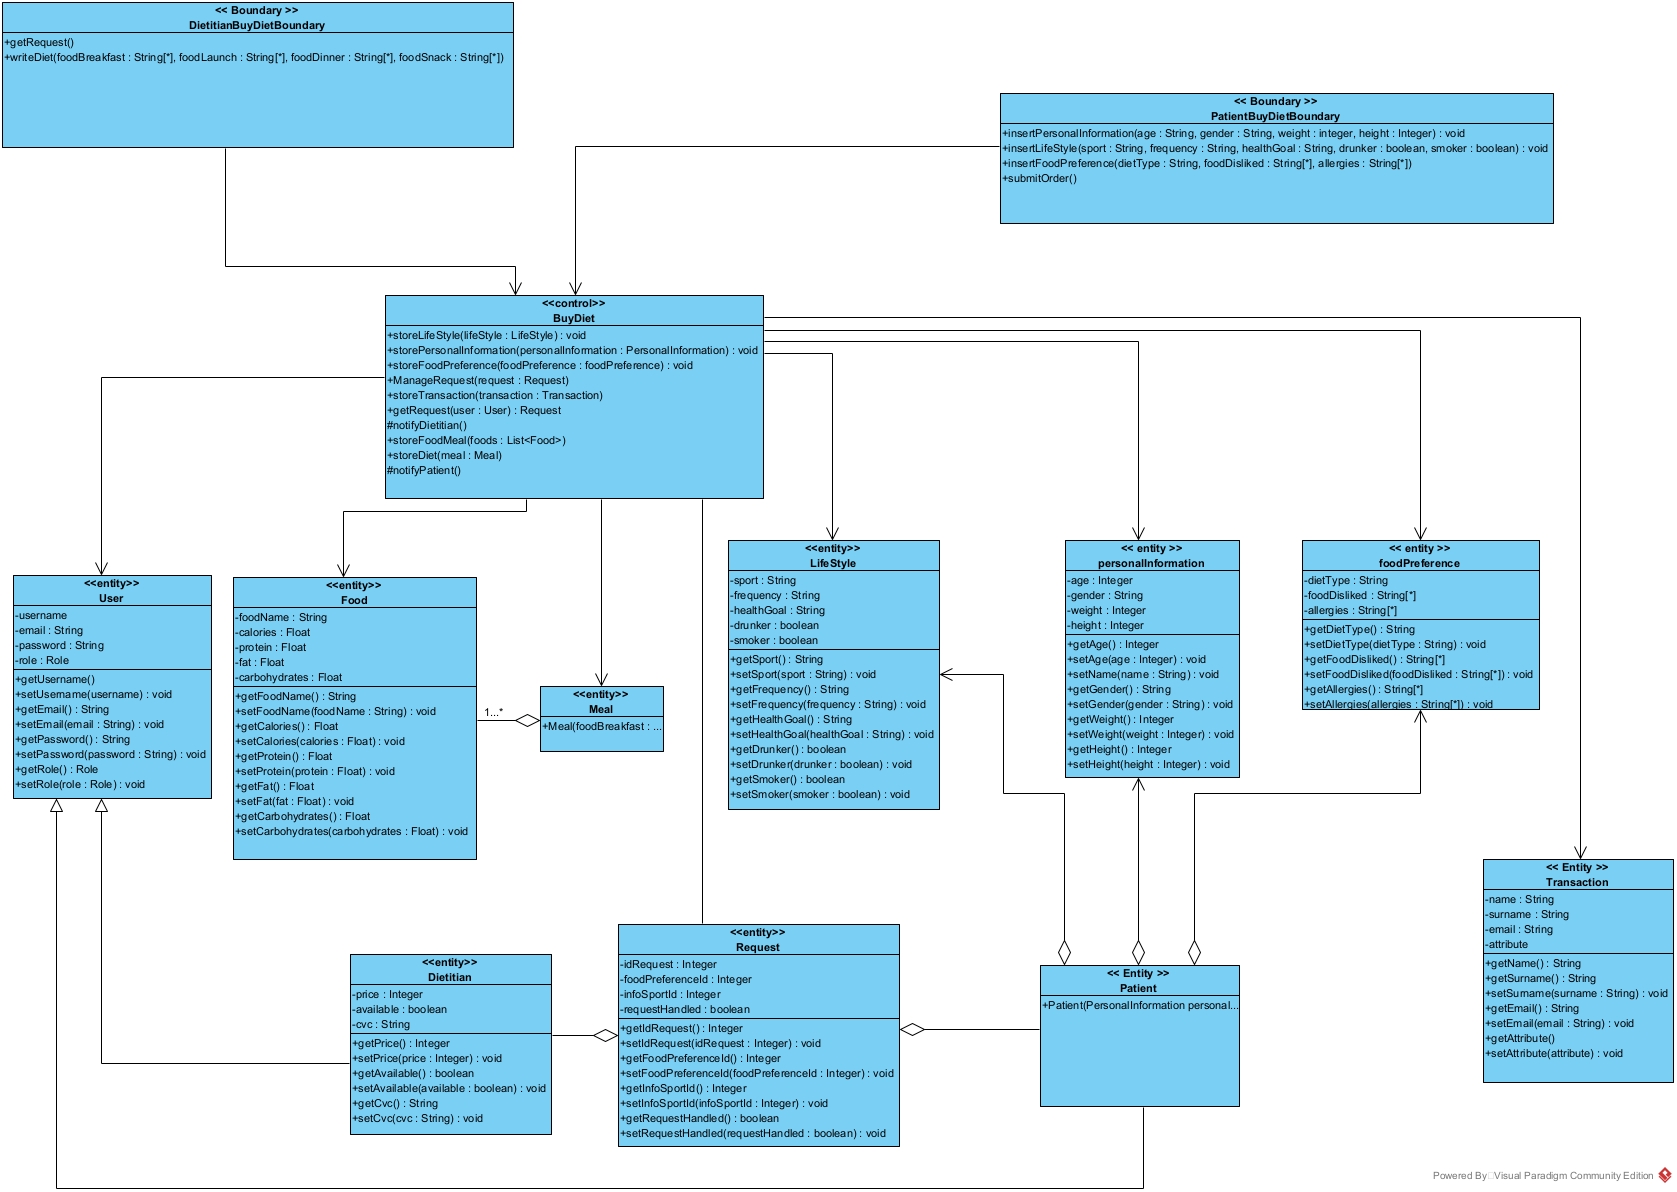 << Boundary >>
DietitianBuyDietBoundary
+getRequest()
+writeDiet(foodBreakfast : String[*], foodLaunch : String[*], foodDinner : String[*], foodSnack : String[*])
<< Boundary >>
PatientBuyDietBoundary
+insertPersonalInformation(age : String, gender : String, weight : integer, height : Integer) : void
+insertLifeStyle(sport : String, frequency : String, healthGoal : String, drunker : boolean, smoker : boolean) : void
+insertFoodPreference(dietType : String, foodDisliked : String[*], allergies : String[*])
+submitOrder()
<<control>>
BuyDiet
+storeLifeStyle(lifeStyle : LifeStyle) : void
+storePersonalInformation(personalInformation : PersonalInformation) : void
+storeFoodPreference(foodPreference : foodPreference) : void
+ManageRequest(request : Request)
+storeTransaction(transaction : Transaction)
+getRequest(user : User) : Request
#notifyDietitian()
+storeFoodMeal(foods : List<Food>)
+storeDiet(meal : Meal)
#notifyPatient()
<<entity>>
User
-username
-email : String
-password : String
-role : Role
+getUsername()
+setUsername(username) : void
+getEmail() : String
+setEmail(email : String) : void
+getPassword() : String
+setPassword(password : String) : void
+getRole() : Role
+setRole(role : Role) : void
<<entity>>
Food
-foodName : String
-calories : Float
-protein : Float
-fat : Float
-carbohydrates : Float
+getFoodName() : String
+setFoodName(foodName : String) : void
+getCalories() : Float
+setCalories(calories : Float) : void
+getProtein() : Float
+setProtein(protein : Float) : void
+getFat() : Float
+setFat(fat : Float) : void
+getCarbohydrates() : Float
+setCarbohydrates(carbohydrates : Float) : void
1...*
<<entity>>
Meal
+Meal(foodBreakfast : ...
<<entity>>
LifeStyle
-sport : String
-frequency : String
-healthGoal : String
-drunker : boolean
-smoker : boolean
+getSport() : String
+setSport(sport : String) : void
+getFrequency() : String
+setFrequency(frequency : String) : void
+getHealthGoal() : String
+setHealthGoal(healthGoal : String) : void
+getDrunker() : boolean
+setDrunker(drunker : boolean) : void
+getSmoker() : boolean
+setSmoker(smoker : boolean) : void
<< entity >>
personalInformation
-age : Integer
-gender : String
-weight : Integer
-height : Integer
+getAge() : Integer
+setAge(age : Integer) : void
+setName(name : String) : void
+getGender() : String
+setGender(gender : String) : void
+getWeight() : Integer
+setWeight(weight : Integer) : void
+getHeight() : Integer
+setHeight(height : Integer) : void
<< entity >>
foodPreference
-dietType : String
-foodDisliked : String[*]
-allergies : String[*]
+getDietType() : String
+setDietType(dietType : String) : void
+getFoodDisliked() : String[*]
+setFoodDisliked(foodDisliked : String[*]) : void
+getAllergies() : String[*]
+setAllergies(allergies : String[*]) : void
<< Entity >>
Transaction
-name : String
-surname : String
-email : String
-attribute
+getName() : String
+getSurname() : String
+setSurname(surname : String) : void
+getEmail() : String
+setEmail(email : String) : void
+getAttribute()
+setAttribute(attribute) : void
<<entity>>
Dietitian
-price : Integer
-available : boolean
-cvc : String
+getPrice() : Integer
+setPrice(price : Integer) : void
+getAvailable() : boolean
+setAvailable(available : boolean) : void
+getCvc() : String
+setCvc(cvc : String) : void
<<entity>>
Request
-idRequest : Integer
-foodPreferenceId : Integer
-infoSportId : Integer
-requestHandled : boolean
+getIdRequest() : Integer
+setIdRequest(idRequest : Integer) : void
+getFoodPreferenceId() : Integer
+setFoodPreferenceId(foodPreferenceId : Integer) : void
+getInfoSportId() : Integer
+setInfoSportId(infoSportId : Integer) : void
+getRequestHandled() : boolean
+setRequestHandled(requestHandled : boolean) : void
<< Entity >>
Patient
+Patient(PersonalInformation personal...
Powered By Visual Paradigm Community Edition